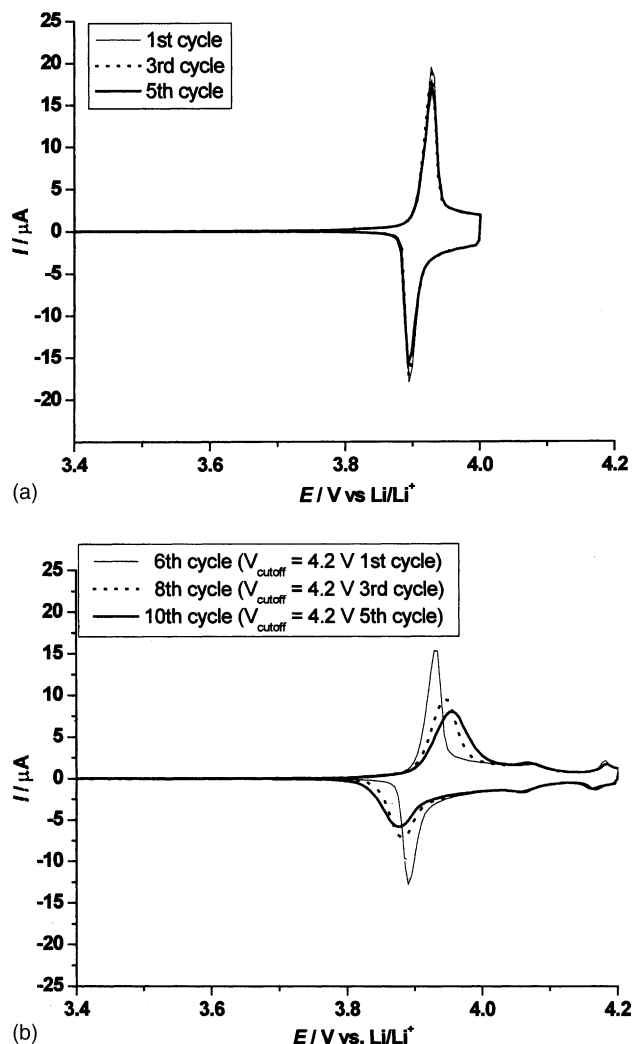 1st cycle
3rd cycle
5th cycle
25
20
15
10
5
0
-5
-10
-15
-20
I / μA
3.4
3.6
3.8
4.0
4.2
E / V vs Li/Li⁺
(a)
6th cycle (V_cutoff = 4.2 V 1st cycle)
8th cycle (V_cutoff = 4.2 V 3rd cycle)
10th cycle (V_cutoff = 4.2 V 5th cycle)
25
20
15
10
5
0
-5
-10
-15
-20
-25
I / μA
3.4
3.6
3.8
4.0
4.2
E / V vs. Li/Li⁺
(b)